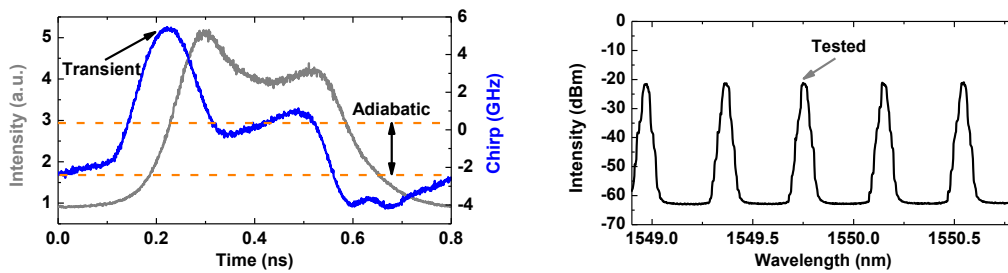 5
4
3
2
1
Intensity (a.u.)
Transient
Adiabatic
6
4
2
0
-2
-4
Chirp (GHz)
0.0 0.2 0.4 0.6 0.8
Time (ns)
0
-10
-20
-30
-40
-50
-60
-70
Intensity (dBm)
Tested
1549.0 1549.5 1550.0 1550.5
Wavelength (nm)